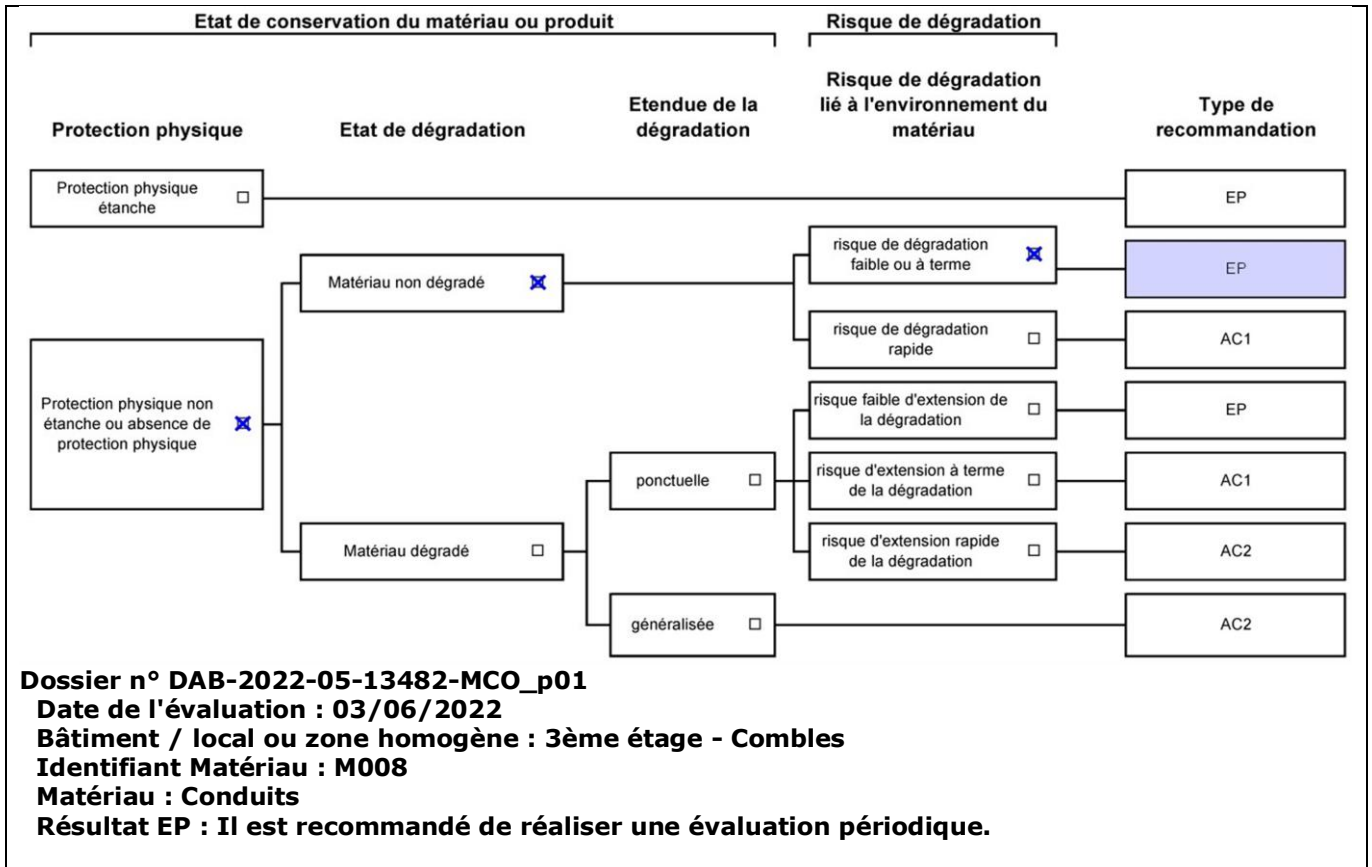 Etat de conservation du matériau ou produit
Risque de dégradation
Protection physique
Etat de dégradation
Etendue de la
dégradation
Risque de dégradation
lié à l'environnement du
matériau
Type de
recommandation
Protection physique
étanche
EP
Protection physique non
étanche ou absence de
protection physique
Matériau non dégradé
risque de dégradation
faible ou à terme
EP
risque de dégradation
rapide
AC1
Matériau dégradé
ponctuelle
risque faible d'extension de
la dégradation
EP
risque d'extension à terme
de la dégradation
AC1
risque d'extension rapide
de la dégradation
AC2
généralisée
AC2
Dossier n° DAB-2022-05-13482-MCO_p01
Date de l'évaluation : 03/06/2022
Bâtiment / local ou zone homogène : 3ème étage - Combles
Identifiant Matériau : M008
Matériau : Conduits
Résultat EP : Il est recommandé de réaliser une évaluation périodique.